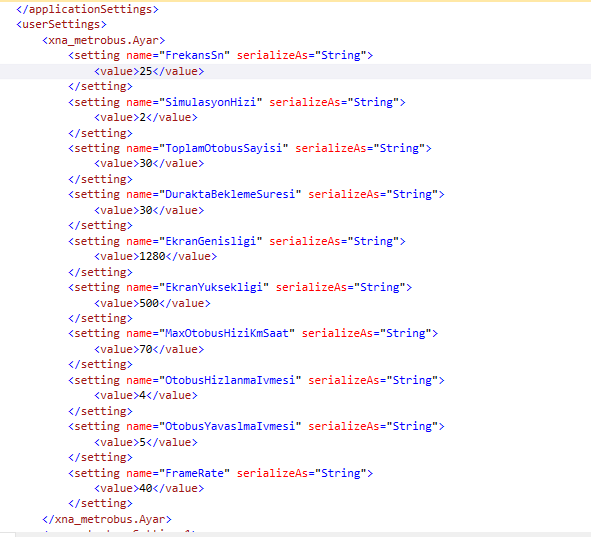 </applicationSettings>
<userSettings>
<xna_metrobus.Ayar>
<setting name="FrekansSn" serializeAs="String">
<value>25</value>
</setting>
<setting name="SimulasyonHizi" serializeAs="String">
<value>2</value>
</setting>
<setting name="ToplamOtobusSayisi" serializeAs="String">
<value>30</value>
</setting>
<setting name="DuraktaBeklemeSuresi" serializeAs="String">
<value>30</value>
</setting>
<setting name="EkranGenisligi" serializeAs="String">
<value>1280</value>
</setting>
<setting name="EkranYuksekligi" serializeAs="String">
<value>500</value>
</setting>
<setting name="MaxOtobusHiziKmSaat" serializeAs="String">
<value>70</value>
</setting>
<setting name="OtobusHizlanmaIvmesi" serializeAs="String">
<value>4</value>
</setting>
<setting name="OtobusYavaslmaIvmesi" serializeAs="String">
<value>5</value>
</setting>
<setting name="FrameRate" serializeAs="String">
<value>40</value>
</setting>
</xna_metrobus.Ayar>